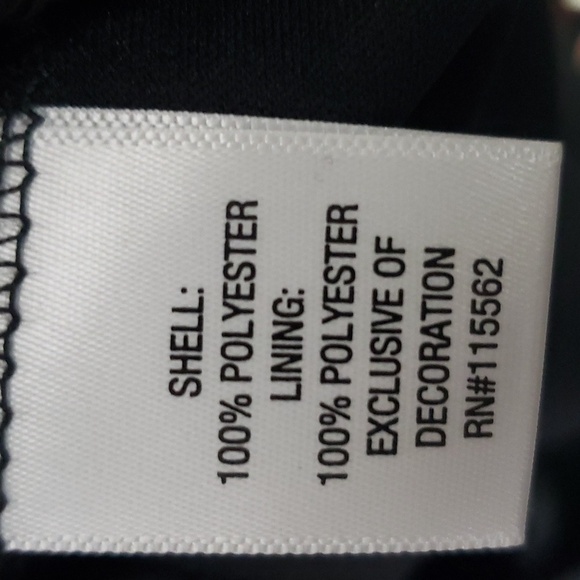 SHELL:
100% POLYESTER
LINING:
100% POLYESTER
EXCLUSIVE OF
DECORATION
RN#115562